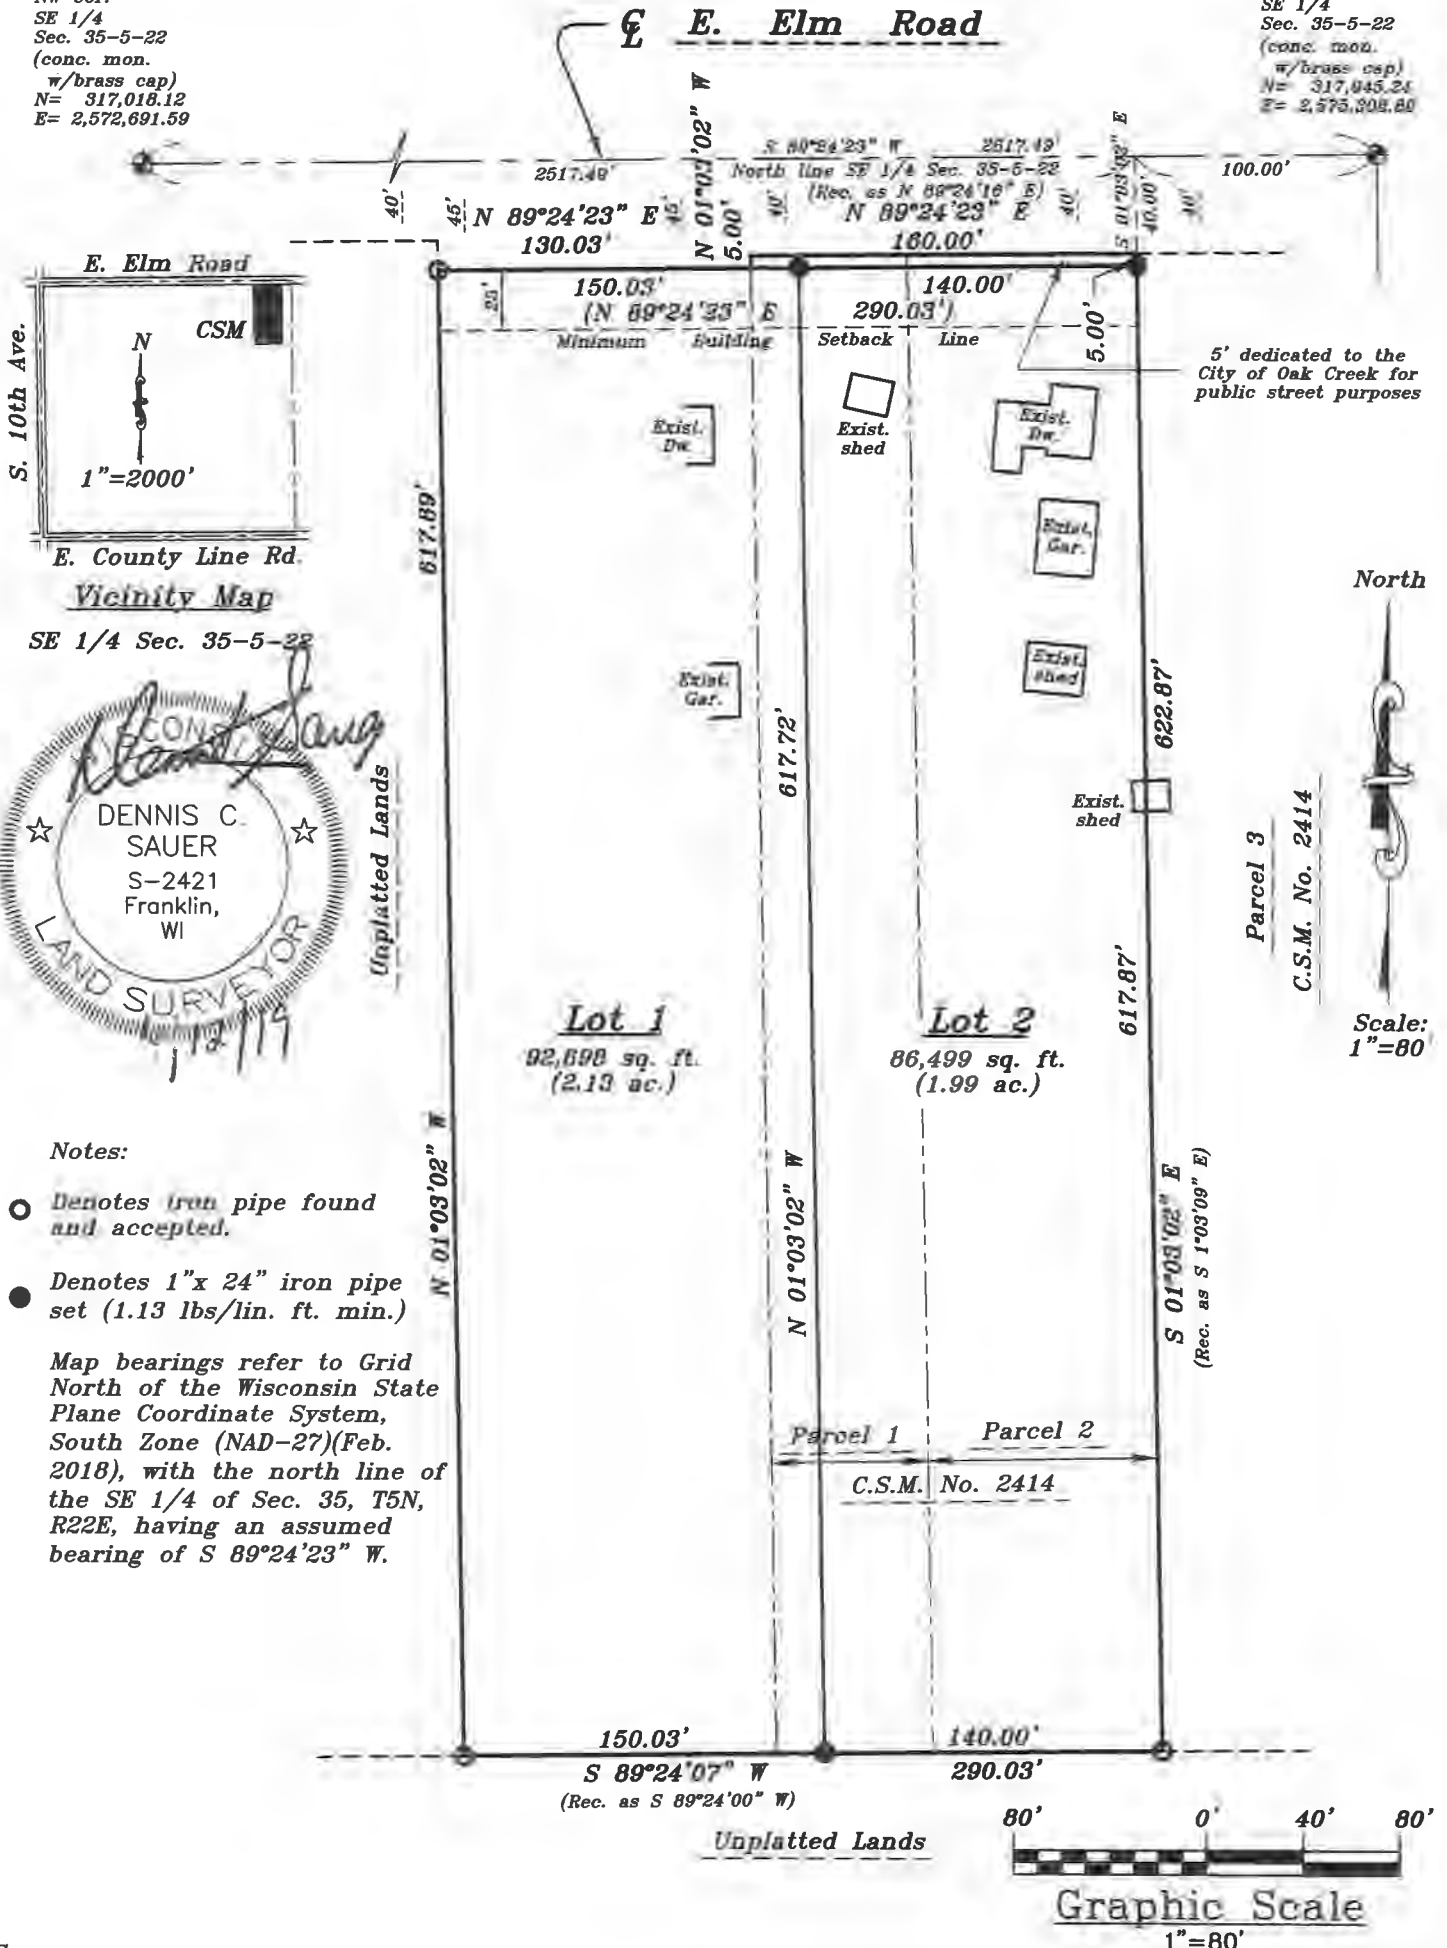 SE 1/4
Sec. 35-5-22
(conc. mon.
w/brass cap)
N= 317,018.12
E= 2,572,691.59
℄ E. Elm Road
SE 1/4
Sec. 35-5-22
(conc. mon.
w/brass cap)
S 89°24'23" W 2617.49'
2517.49'
North line SE 1/4 Sec. 35-5-22
(Rec. as N 89°24'16" E)
100.00'
40'
45'
N 89°24'23" E
45'
130.03'
N 01°03'02" W
5.00'
40'
N 89°24'23" E
160.00'
40'
S 01°03'02" E
40.00'
40'
150.03'
140.00'
(N 89°24'23" E 290.03')
25'
Minimum Building Setback Line
5.00'
5' dedicated to the
City of Oak Creek for
public street purposes
E. Elm Road
S. 10th Ave.
CSM
N
1"=2000'
E. County Line Rd.
Vicinity Map
SE 1/4 Sec. 35-5-22
Exist.
Dw.
Exist.
shed
Exist.
Dw.
Exist.
Gar.
Exist.
shed
Exist.
Gar.
Exist.
shed
617.89'
617.72'
622.87'
617.87'
DENNIS C.
SAUER
S-2421
Franklin,
WI
LAND SURVEYOR
Unplatted Lands
Parcel 3
C.S.M. No. 2414
North
Scale:
1"=80'
Lot 1
92,698 sq. ft.
(2.13 ac.)
Lot 2
86,499 sq. ft.
(1.99 ac.)
N 01°03'02" W
N 01°03'02" W
S 01°03'02" E
(Rec. as S 1°03'09" E)
Notes:
Denotes iron pipe found
and accepted.
Denotes 1"x 24" iron pipe
set (1.13 lbs/lin. ft. min.)
Map bearings refer to Grid
North of the Wisconsin State
Plane Coordinate System,
South Zone (NAD-27)(Feb.
2018), with the north line of
the SE 1/4 of Sec. 35, T5N,
R22E, having an assumed
bearing of S 89°24'23" W.
Parcel 1
Parcel 2
C.S.M. No. 2414
150.03'
140.00'
S 89°24'07" W
290.03'
(Rec. as S 89°24'00" W)
Unplatted Lands
80' 0' 40' 80'
Graphic Scale
1"=80'